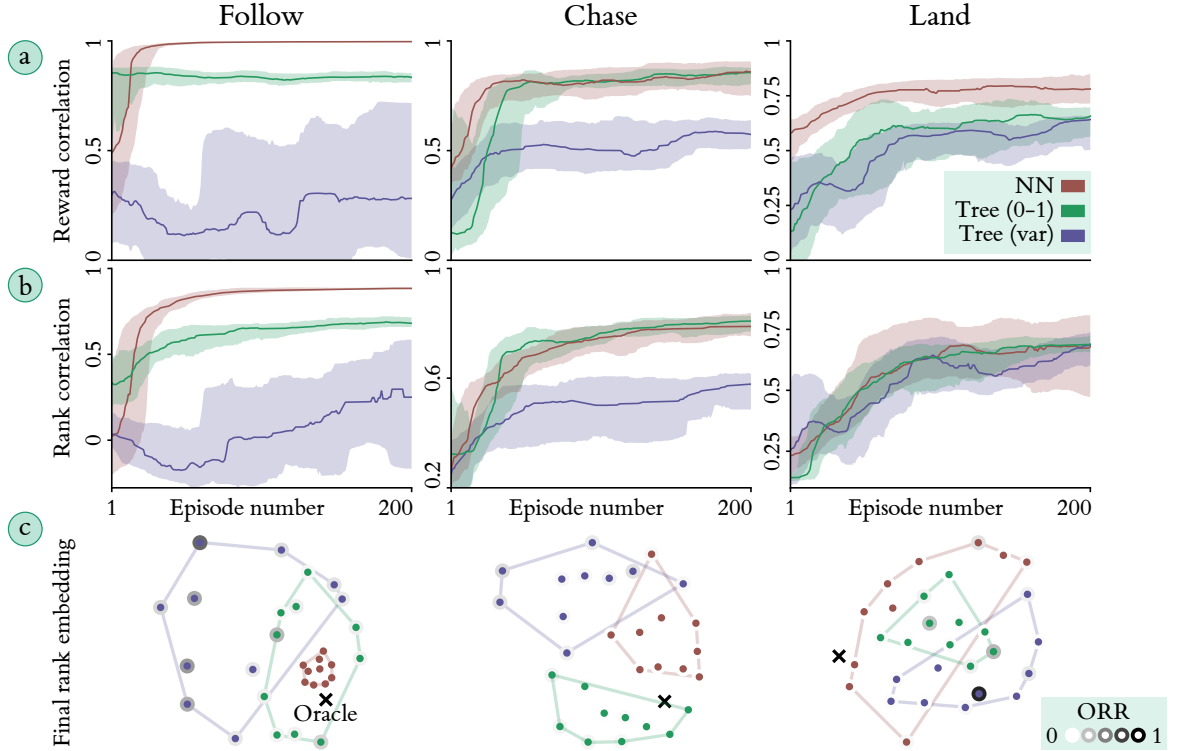 Follow
Chase
Land
a
Reward correlation
1
0.5
0
1
0.5
0
0.75
0.5
0.25
0
NN
Tree (0–1)
Tree (var)
b
Rank correlation
1
0.5
0
1
0.6
0.2
1
0.75
0.5
0.25
1 Episode number 200
1 Episode number 200
1 Episode number 200
c
Final rank embedding
Oracle
ORR
0 1